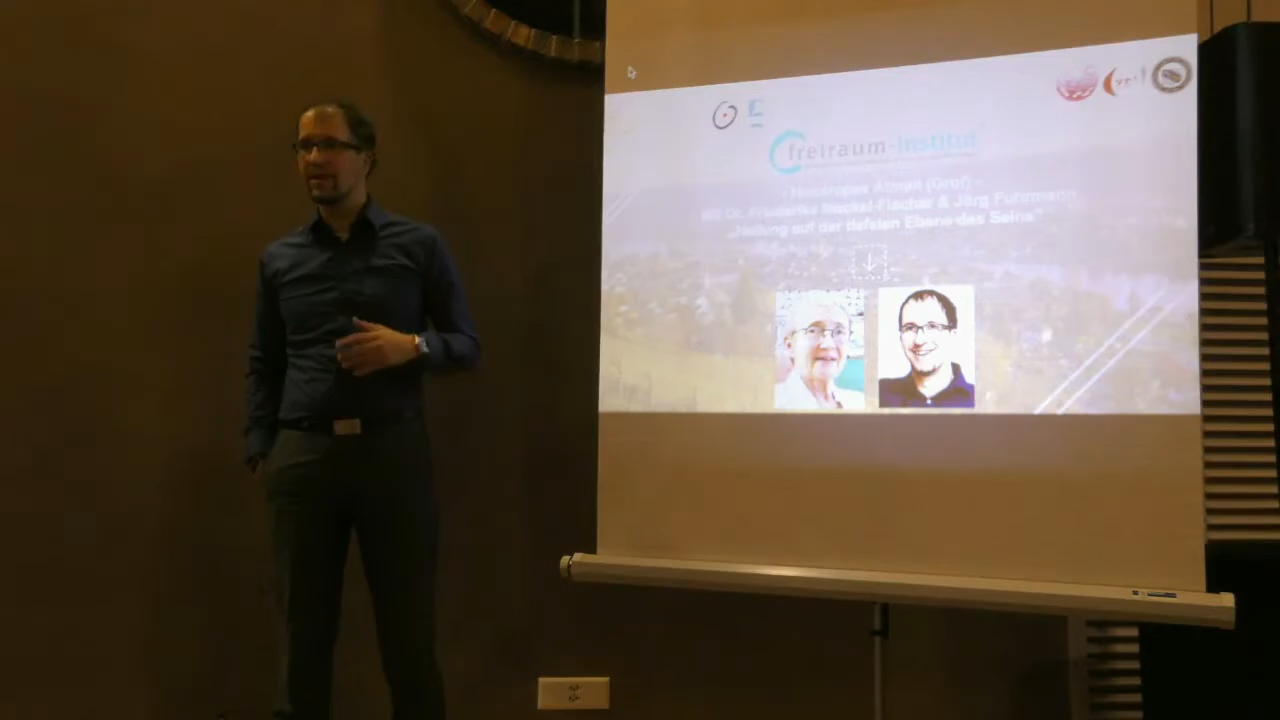 freiraum-institut
- Holotropes Atmen (Grof) -
Mit Dr. Friederike Meckel-Fischer & Jörg Fuhrmann
„Heilung auf der tiefsten Ebene des Seins"